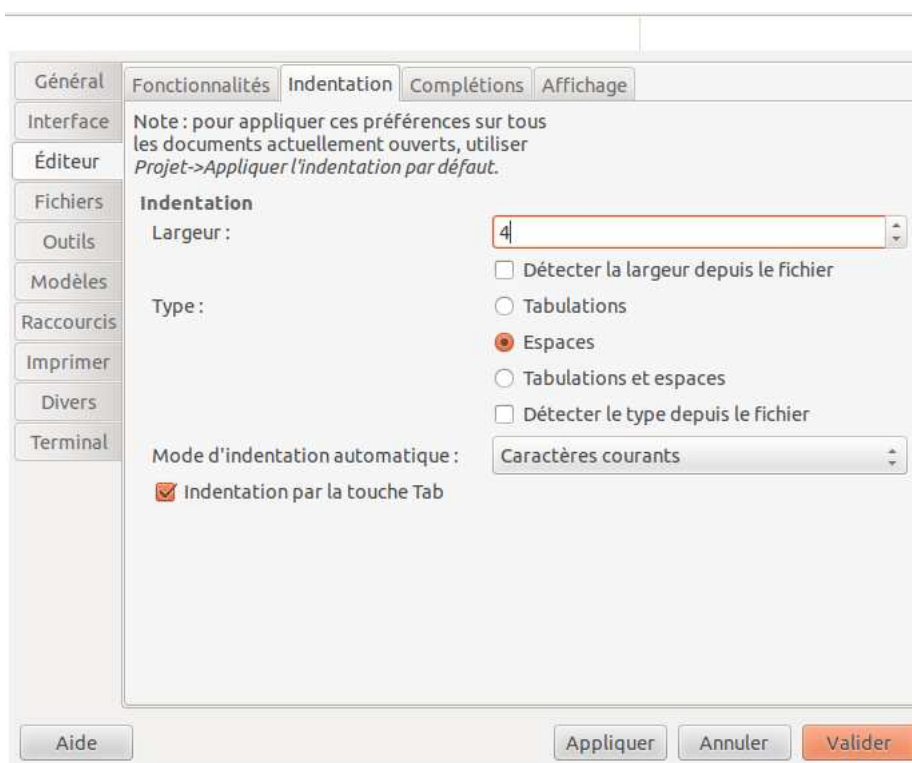 Général
Interface
Éditeur
Fichiers
Outils
Modèles
Raccourcis
Imprimer
Divers
Terminal
Fonctionnalités Indentation Complétions Affichage
Note : pour appliquer ces préférences sur tous
les documents actuellement ouverts, utiliser
Projet->Appliquer l'indentation par défaut.
Indentation
Largeur : 4
Détecter la largeur depuis le fichier
Type : Tabulations
Espaces
Tabulations et espaces
Détecter le type depuis le fichier
Mode d'indentation automatique : Caractères courants
Indentation par la touche Tab
Aide Appliquer Annuler Valider